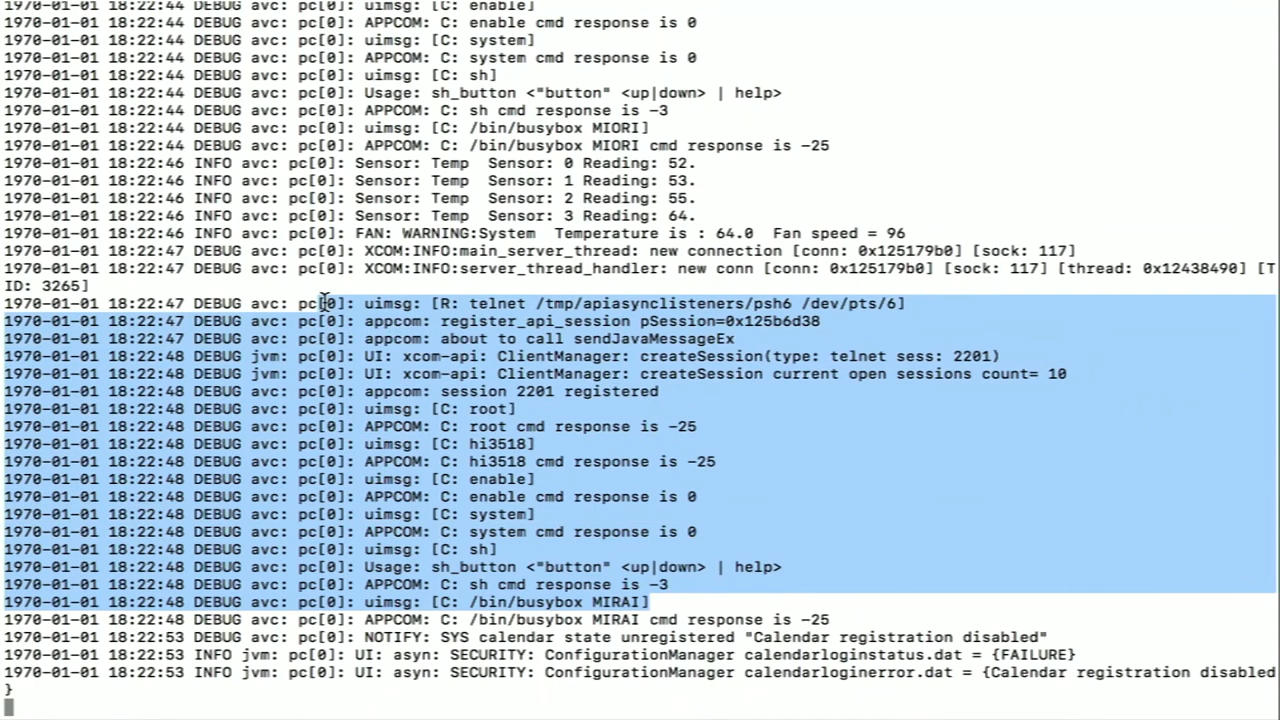 1970-01-01 18:22:44 DEBUG avc: pc[0]: uimsg: [C: enable]
1970-01-01 18:22:44 DEBUG avc: pc[0]: APPCOM: C: enable cmd response is 0
1970-01-01 18:22:44 DEBUG avc: pc[0]: uimsg: [C: system]
1970-01-01 18:22:44 DEBUG avc: pc[0]: APPCOM: C: system cmd response is 0
1970-01-01 18:22:44 DEBUG avc: pc[0]: uimsg: [C: sh]
1970-01-01 18:22:44 DEBUG avc: pc[0]: Usage: sh_button <"button" <up|down> | help>
1970-01-01 18:22:44 DEBUG avc: pc[0]: APPCOM: C: sh cmd response is -3
1970-01-01 18:22:44 DEBUG avc: pc[0]: uimsg: [C: /bin/busybox MIORI]
1970-01-01 18:22:44 DEBUG avc: pc[0]: APPCOM: C: /bin/busybox MIORI cmd response is -25
1970-01-01 18:22:46 INFO avc: pc[0]: Sensor: Temp  Sensor: 0 Reading: 52.
1970-01-01 18:22:46 INFO avc: pc[0]: Sensor: Temp  Sensor: 1 Reading: 53.
1970-01-01 18:22:46 INFO avc: pc[0]: Sensor: Temp  Sensor: 2 Reading: 55.
1970-01-01 18:22:46 INFO avc: pc[0]: Sensor: Temp  Sensor: 3 Reading: 64.
1970-01-01 18:22:46 INFO avc: pc[0]: FAN: WARNING:System  Temperature is : 64.0  Fan speed = 96
1970-01-01 18:22:47 DEBUG avc: pc[0]: XCOM:INFO:main_server_thread: new connection [conn: 0x125179b0] [sock: 117]
1970-01-01 18:22:47 DEBUG avc: pc[0]: XCOM:INFO:server_thread_handler: new conn [conn: 0x125179b0] [sock: 117] [thread: 0x12438490] [T
ID: 3265]
1970-01-01 18:22:47 DEBUG avc: pc[0]: uimsg: [R: telnet /tmp/apiasynclisteners/psh6 /dev/pts/6]
1970-01-01 18:22:47 DEBUG avc: pc[0]: appcom: register_api_session pSession=0x125b6d38
1970-01-01 18:22:47 DEBUG avc: pc[0]: appcom: about to call sendJavaMessageEx
1970-01-01 18:22:48 DEBUG jvm: pc[0]: UI: xcom-api: ClientManager: createSession(type: telnet sess: 2201)
1970-01-01 18:22:48 DEBUG jvm: pc[0]: UI: xcom-api: ClientManager: createSession current open sessions count= 10
1970-01-01 18:22:48 DEBUG avc: pc[0]: appcom: session 2201 registered
1970-01-01 18:22:48 DEBUG avc: pc[0]: uimsg: [C: root]
1970-01-01 18:22:48 DEBUG avc: pc[0]: APPCOM: C: root cmd response is -25
1970-01-01 18:22:48 DEBUG avc: pc[0]: uimsg: [C: hi3518]
1970-01-01 18:22:48 DEBUG avc: pc[0]: APPCOM: C: hi3518 cmd response is -25
1970-01-01 18:22:48 DEBUG avc: pc[0]: uimsg: [C: enable]
1970-01-01 18:22:48 DEBUG avc: pc[0]: APPCOM: C: enable cmd response is 0
1970-01-01 18:22:48 DEBUG avc: pc[0]: uimsg: [C: system]
1970-01-01 18:22:48 DEBUG avc: pc[0]: APPCOM: C: system cmd response is 0
1970-01-01 18:22:48 DEBUG avc: pc[0]: uimsg: [C: sh]
1970-01-01 18:22:48 DEBUG avc: pc[0]: Usage: sh_button <"button" <up|down> | help>
1970-01-01 18:22:48 DEBUG avc: pc[0]: APPCOM: C: sh cmd response is -3
1970-01-01 18:22:48 DEBUG avc: pc[0]: uimsg: [C: /bin/busybox MIRAI]
1970-01-01 18:22:48 DEBUG avc: pc[0]: APPCOM: C: /bin/busybox MIRAI cmd response is -25
1970-01-01 18:22:53 DEBUG avc: pc[0]: NOTIFY: SYS calendar state unregistered "Calendar registration disabled"
1970-01-01 18:22:53 INFO jvm: pc[0]: UI: asyn: SECURITY: ConfigurationManager calendarloginstatus.dat = {FAILURE}
1970-01-01 18:22:53 INFO jvm: pc[0]: UI: asyn: SECURITY: ConfigurationManager calendarloginerror.dat = {Calendar registration disabled
}